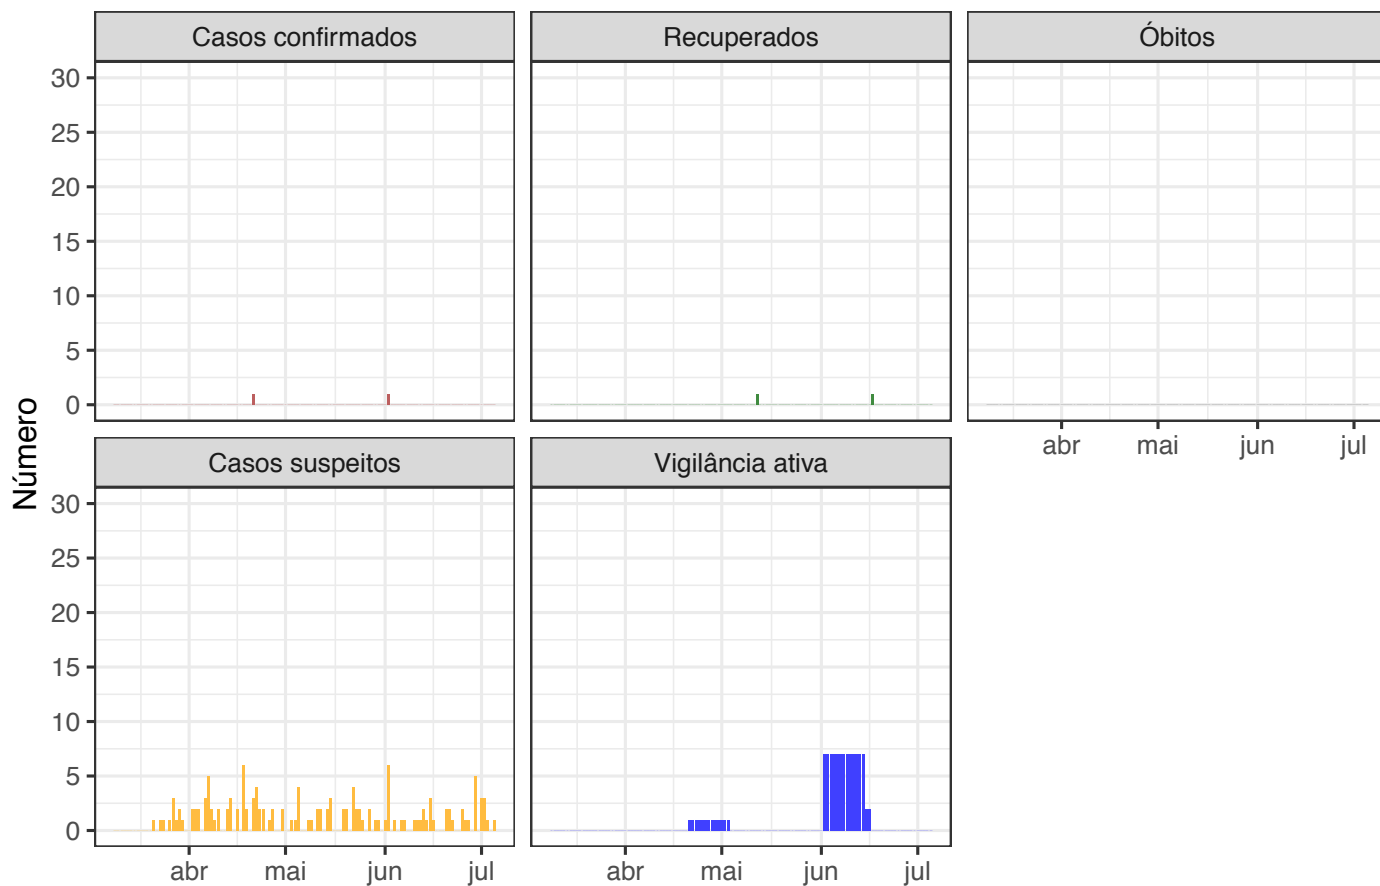 Casos confirmados
Recuperados
Óbitos
30
25
20
15
10
5
0
abr mai jun jul
Número
Casos suspeitos
Vigilância ativa
30
25
20
15
10
5
0
abr mai jun jul
abr mai jun jul